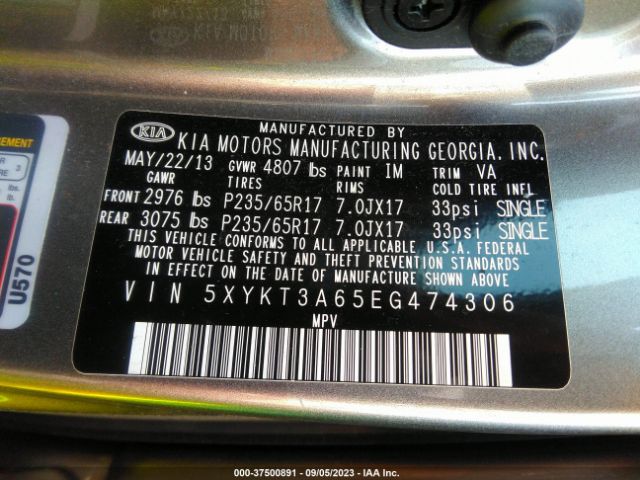 MANUFACTURED BY
KIA KIA MOTORS MANUFACTURING GEORGIA, INC.
MAY/22/13 GVWR 4807 lbs PAINT IM TRIM VA
GAWR TIRES RIMS COLD TIRE INFL
FRONT 2976 lbs P235/65R17 7.0JX17 33psi SINGLE
REAR 3075 lbs P235/65R17 7.0JX17 33psi SINGLE
THIS VEHICLE CONFORMS TO ALL APPLICABLE U.S.A. FEDERAL
MOTOR VEHICLE SAFETY AND THEFT PREVENTION STANDARDS
IN EFFECT ON THE DATE OF MANUFACTURE SHOWN ABOVE
VIN 5XYKT3A65EG474306
MPV
U570
000-37500891 - 09/05/2023 - IAA Inc.